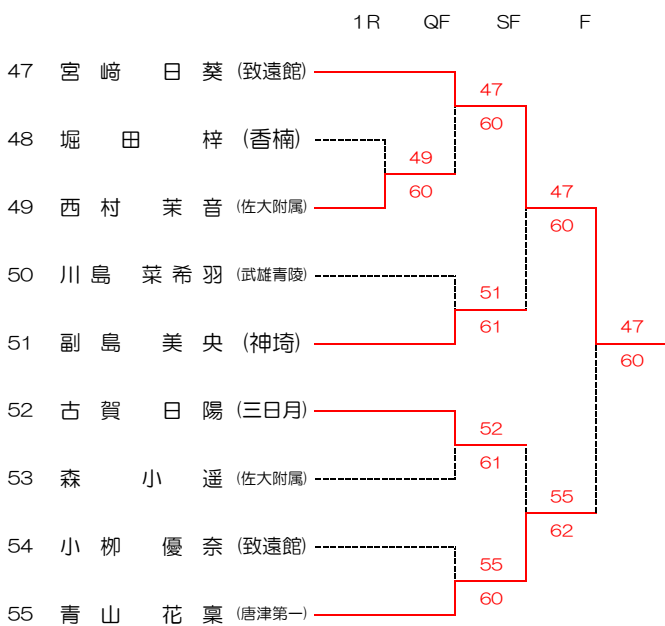 1R QF SF F
47 宮﨑 日葵 (致遠館)
47
60
48 堀田 梓 (香楠)
49
60
49 西村 茉音 (佐大附属)
47
60
50 川島 菜希羽 (武雄青陵)
51
61
51 副島 美央 (神埼)
47
60
52 古賀 日陽 (三日月)
52
61
53 森 小遥 (佐大附属)
55
62
54 小栁 優奈 (致遠館)
55
60
55 青山 花稟 (唐津第一)